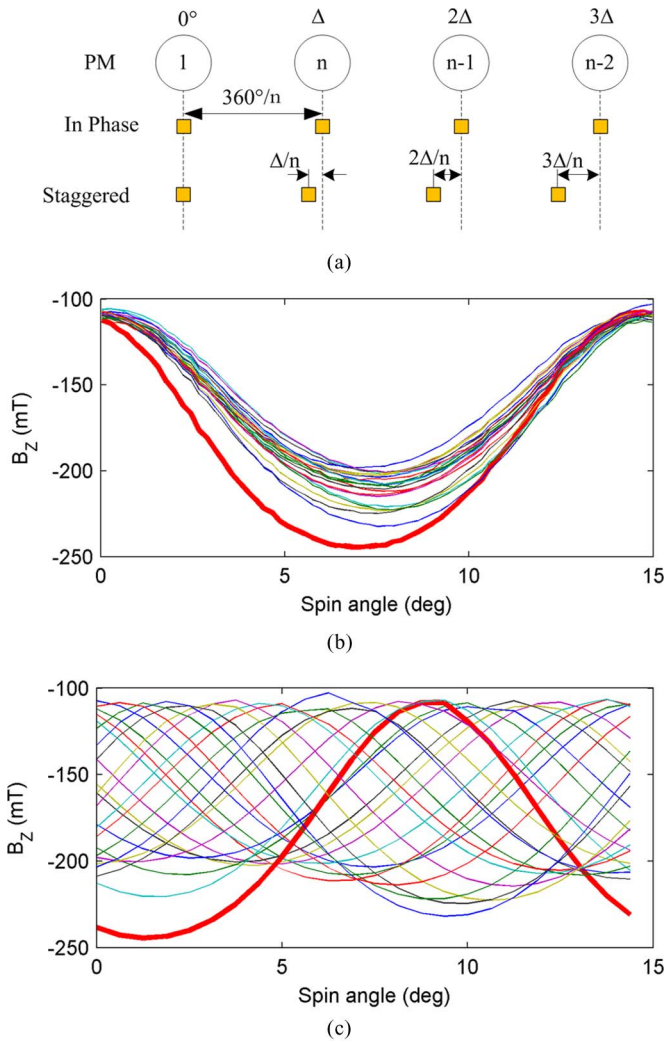 0° Δ 2Δ 3Δ
PM 1 n n-1 n-2
360°/n
In Phase
Δ/n 2Δ/n 3Δ/n
Staggered
(a)
-100
-150
-200
-250
B_Z (mT)
0 5 10 15
Spin angle (deg)
(b)
-100
-150
-200
-250
B_Z (mT)
0 5 10 15
Spin angle (deg)
(c)